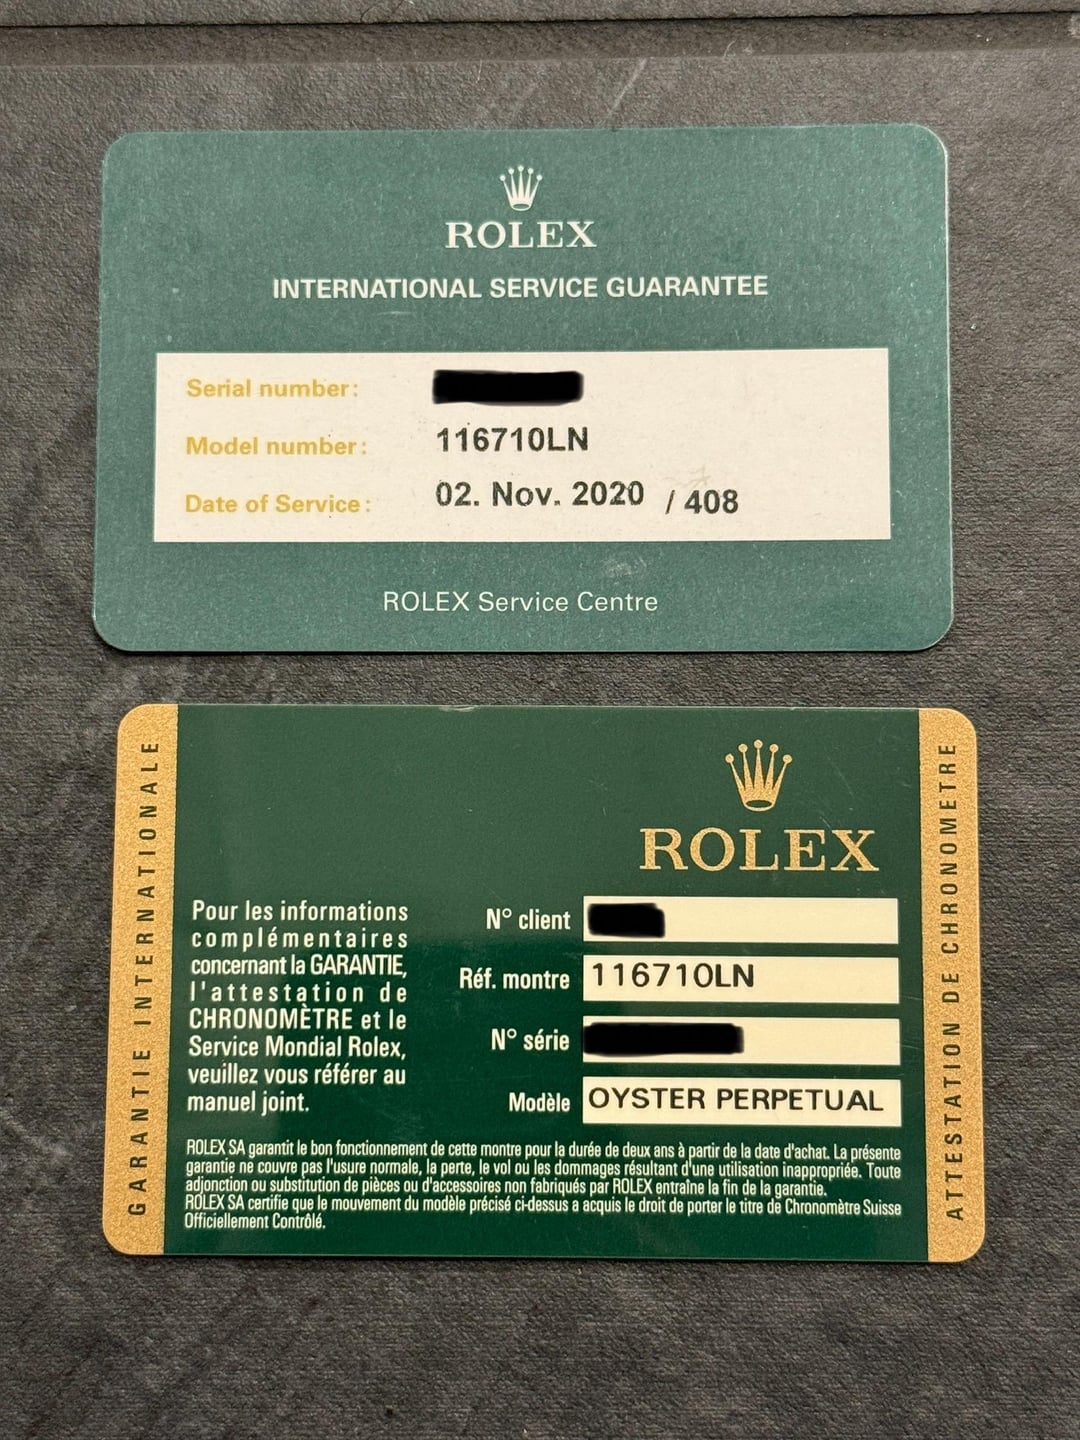 ROLEX
INTERNATIONAL SERVICE GUARANTEE
Serial number:
Model number: 116710LN
Date of Service: 02. Nov. 2020 / 408
ROLEX Service Centre
GARANTIE INTERNATIONALE
ROLEX
Pour les informations
complémentaires
concernant la GARANTIE,
l'attestation de
CHRONOMÈTRE et le
Service Mondial Rolex,
veuillez vous référer au
manuel joint.
N° client
Réf. montre 116710LN
N° série
Modèle OYSTER PERPETUAL
ROLEX SA garantit le bon fonctionnement de cette montre pour la durée de deux ans à partir de la date d'achat. La présente
garantie ne couvre pas l'usure normale, la perte, le vol ou les dommages résultant d'une utilisation inappropriée. Toute
adjonction ou substitution de pièces ou d'accessoires non fabriqués par ROLEX entraîne la fin de la garantie.
ROLEX SA certifie que le mouvement du modèle précisé ci-dessus a acquis le droit de porter le titre de Chronomètre Suisse
Officiellement Contrôlé.
ATTESTATION DE CHRONOMETRE